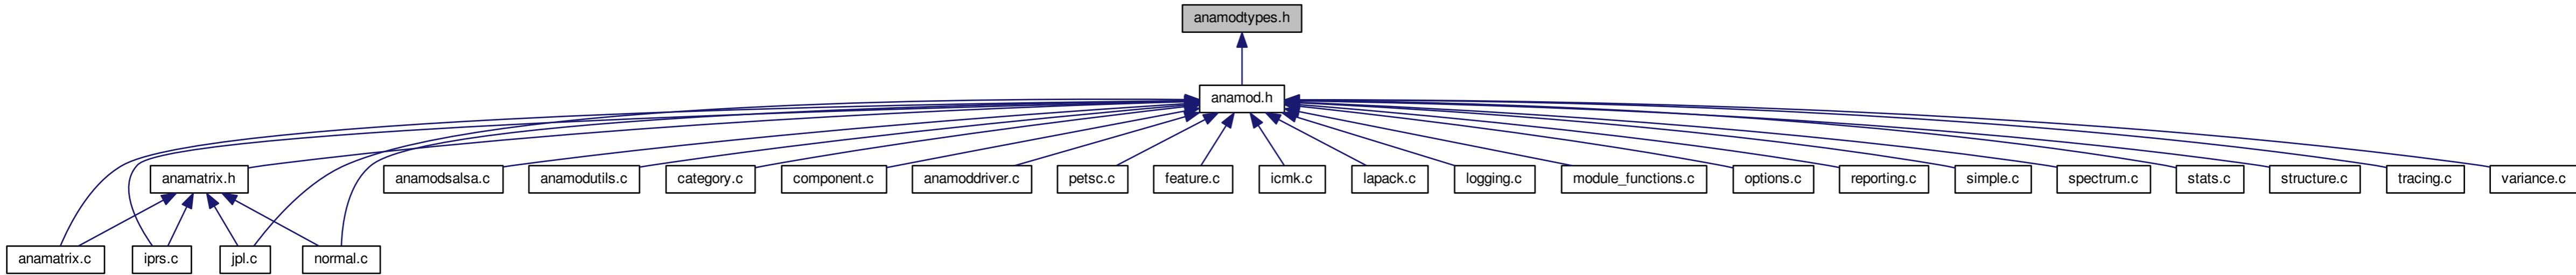 anamodtypes.h
anamod.h
anamatrix.h
anamodsalsa.c
anamodutils.c
category.c
component.c
anamoddriver.c
petsc.c
feature.c
icmk.c
lapack.c
logging.c
module_functions.c
options.c
reporting.c
simple.c
spectrum.c
stats.c
structure.c
tracing.c
variance.c
anamatrix.c
iprs.c
jpl.c
normal.c